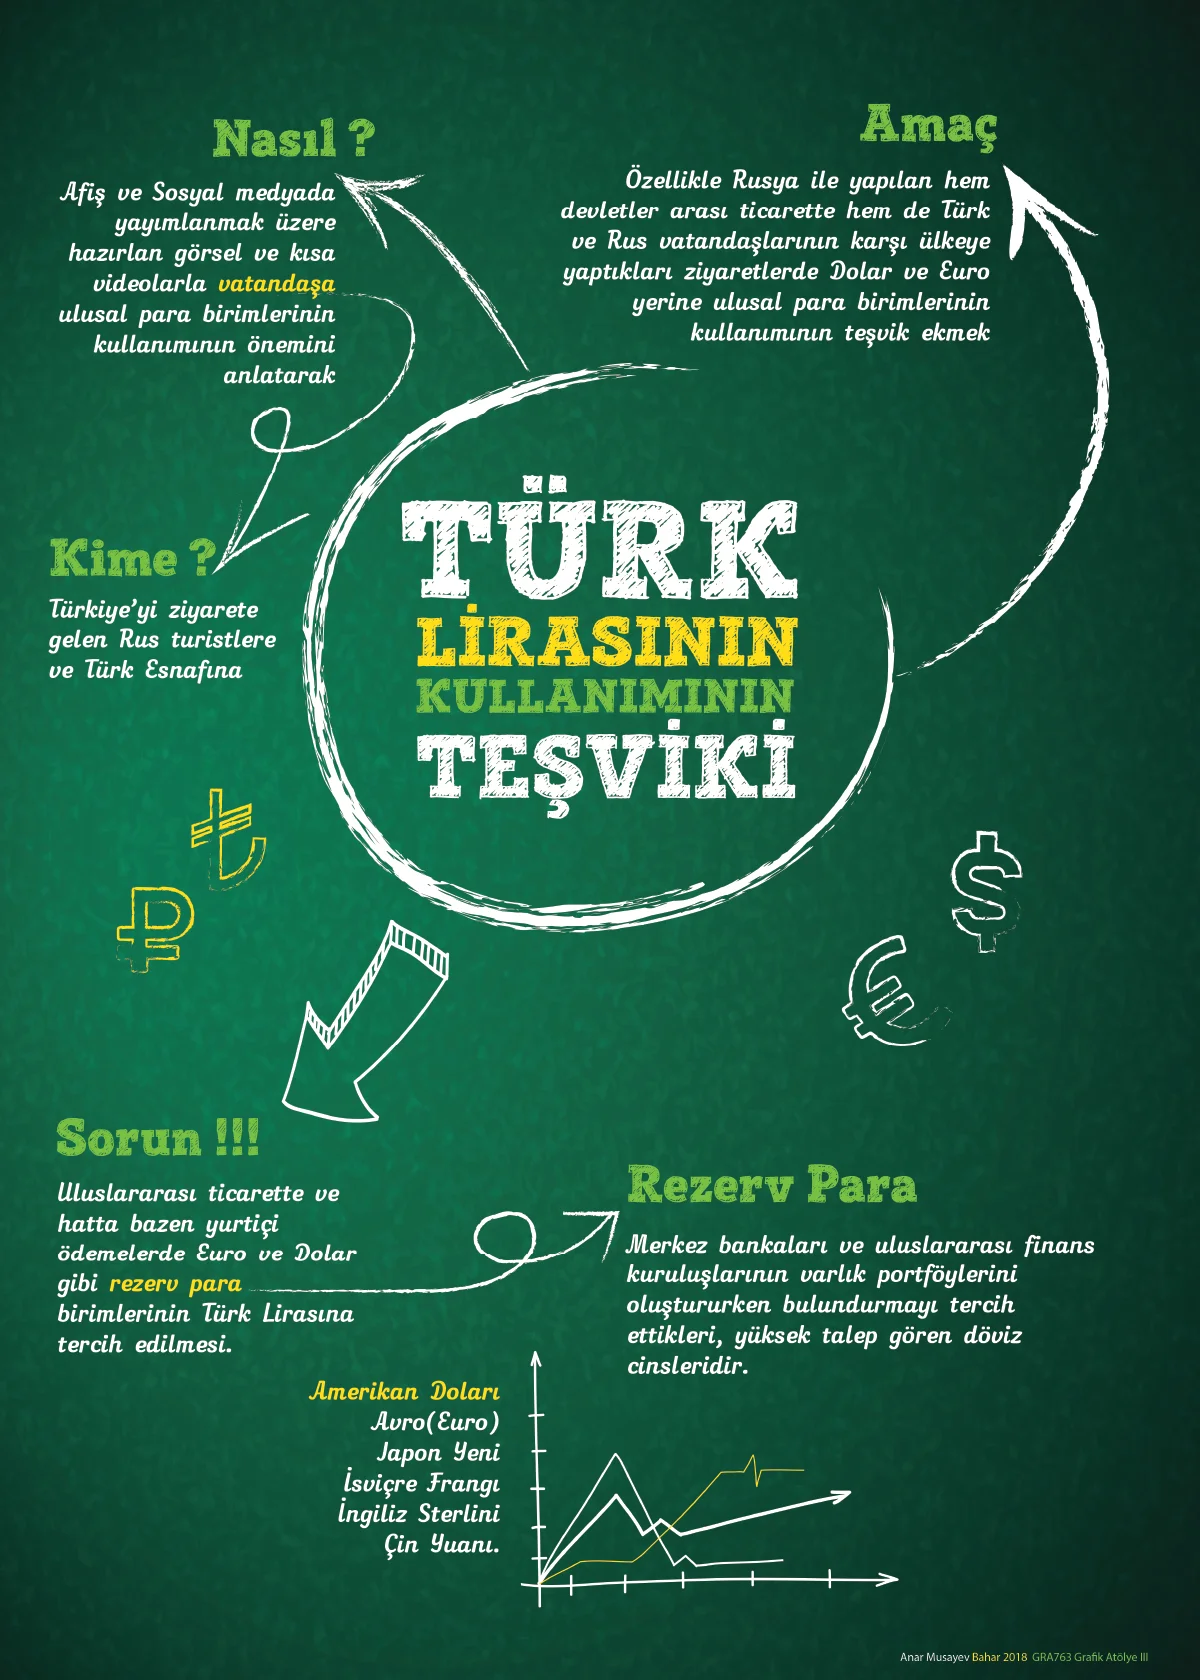 Nasıl ?
Afiş ve Sosyal medyada
yayımlanmak üzere
hazırlan görsel ve kısa
videolarla vatandaşa
ulusal para birimlerinin
kullanımının önemini
anlatarak
Amaç
Özellikle Rusya ile yapılan hem
devletler arası ticarette hem de Türk
ve Rus vatandaşlarının karşı ülkeye
yaptıkları ziyaretlerde Dolar ve Euro
yerine ulusal para birimlerinin
kullanımının teşvik ekmek
Kime ?
Türkiye'yi ziyarete
gelen Rus turistlere
ve Türk Esnafına
TÜRK
LİRASININ
KULLANIMININ
TEŞVİKİ
₺
₽
$
€
Sorun !!!
Uluslararası ticarette ve
hatta bazen yurtiçi
ödemelerde Euro ve Dolar
gibi rezerv para
birimlerinin Türk Lirasına
tercih edilmesi.
Rezerv Para
Merkez bankaları ve uluslararası finans
kuruluşlarının varlık portföylerini
oluştururken bulundurmayı tercih
ettikleri, yüksek talep gören döviz
cinsleridir.
Amerikan Doları
Avro(Euro)
Japon Yeni
İsviçre Frangı
İngiliz Sterlini
Çin Yuanı.
Anar Musayev Bahar 2018 GRA763 Grafik Atölye III